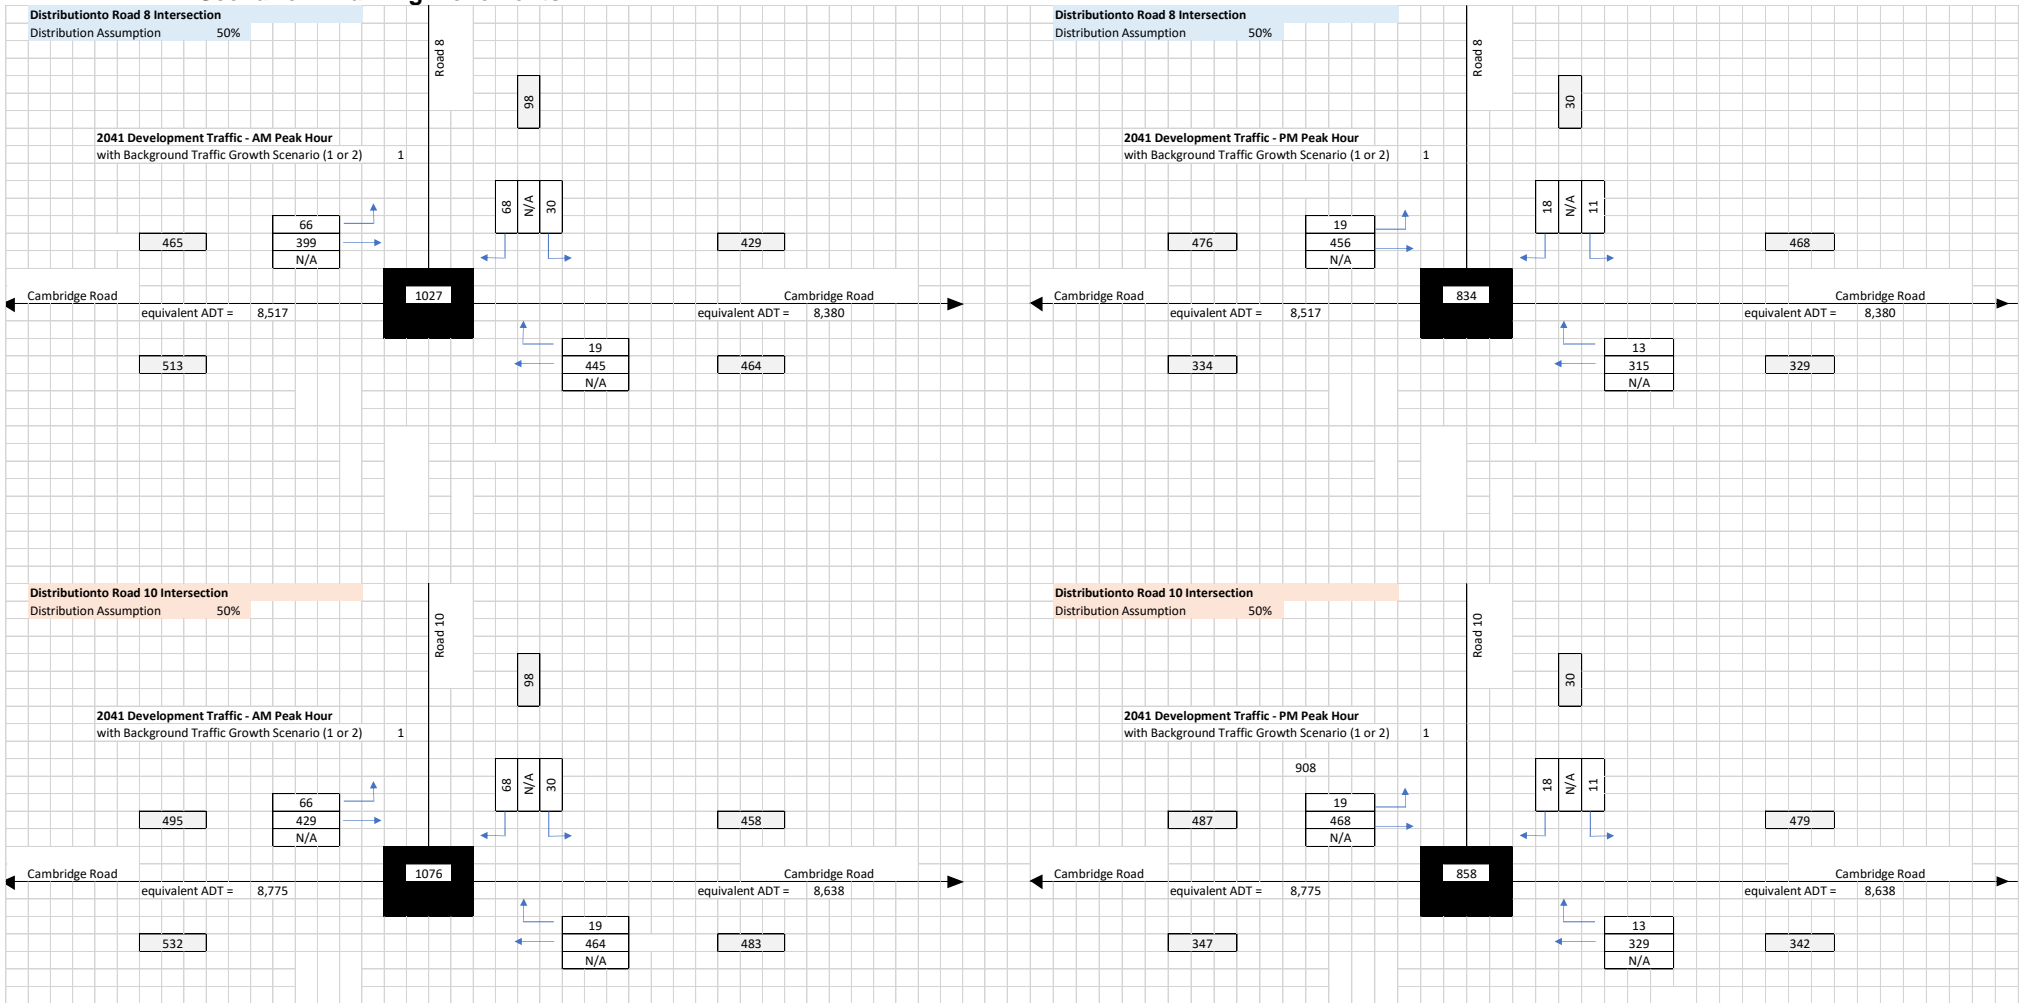 Distributionto Road 8 Intersection
Distribution Assumption 50%
Road 8
98
2041 Development Traffic - AM Peak Hour
with Background Traffic Growth Scenario (1 or 2) 1
68 N/A 30
66
465 399 429
N/A
Cambridge Road 1027 Cambridge Road
equivalent ADT = 8,517 equivalent ADT = 8,380
19
513 445 464
N/A
Distributionto Road 8 Intersection
Distribution Assumption 50%
Road 8
30
2041 Development Traffic - PM Peak Hour
with Background Traffic Growth Scenario (1 or 2) 1
18 N/A 11
19
476 456 468
N/A
Cambridge Road 834 Cambridge Road
equivalent ADT = 8,517 equivalent ADT = 8,380
13
334 315 329
N/A
Distributionto Road 10 Intersection
Distribution Assumption 50%
Road 10
98
2041 Development Traffic - AM Peak Hour
with Background Traffic Growth Scenario (1 or 2) 1
68 N/A 30
66
495 429 458
N/A
Cambridge Road 1076 Cambridge Road
equivalent ADT = 8,775 equivalent ADT = 8,638
19
532 464 483
N/A
Distributionto Road 10 Intersection
Distribution Assumption 50%
Road 10
30
2041 Development Traffic - PM Peak Hour
with Background Traffic Growth Scenario (1 or 2) 1
908
18 N/A 11
19
487 468 479
N/A
Cambridge Road 858 Cambridge Road
equivalent ADT = 8,775 equivalent ADT = 8,638
13
347 329 342
N/A